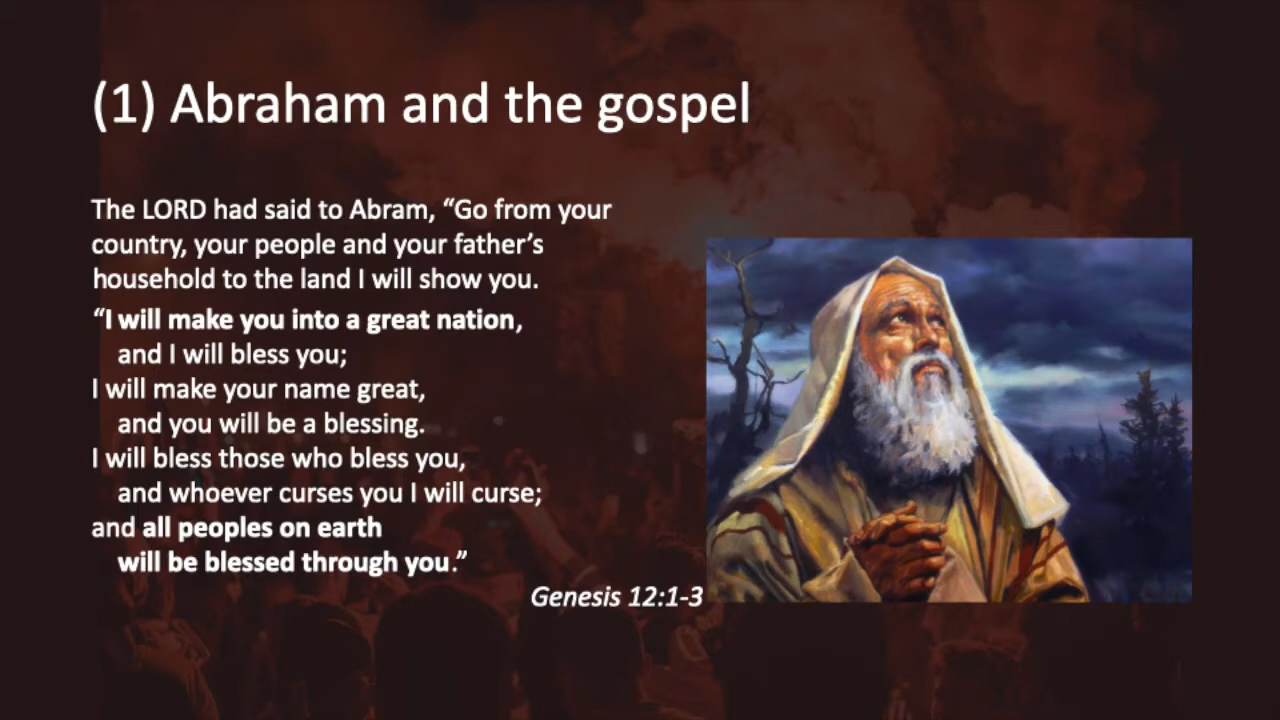 (1) Abraham and the gospel
The LORD had said to Abram, “Go from your
country, your people and your father’s
household to the land I will show you.
“I will make you into a great nation,
and I will bless you;
I will make your name great,
and you will be a blessing.
I will bless those who bless you,
and whoever curses you I will curse;
and all peoples on earth
will be blessed through you.”
Genesis 12:1-3